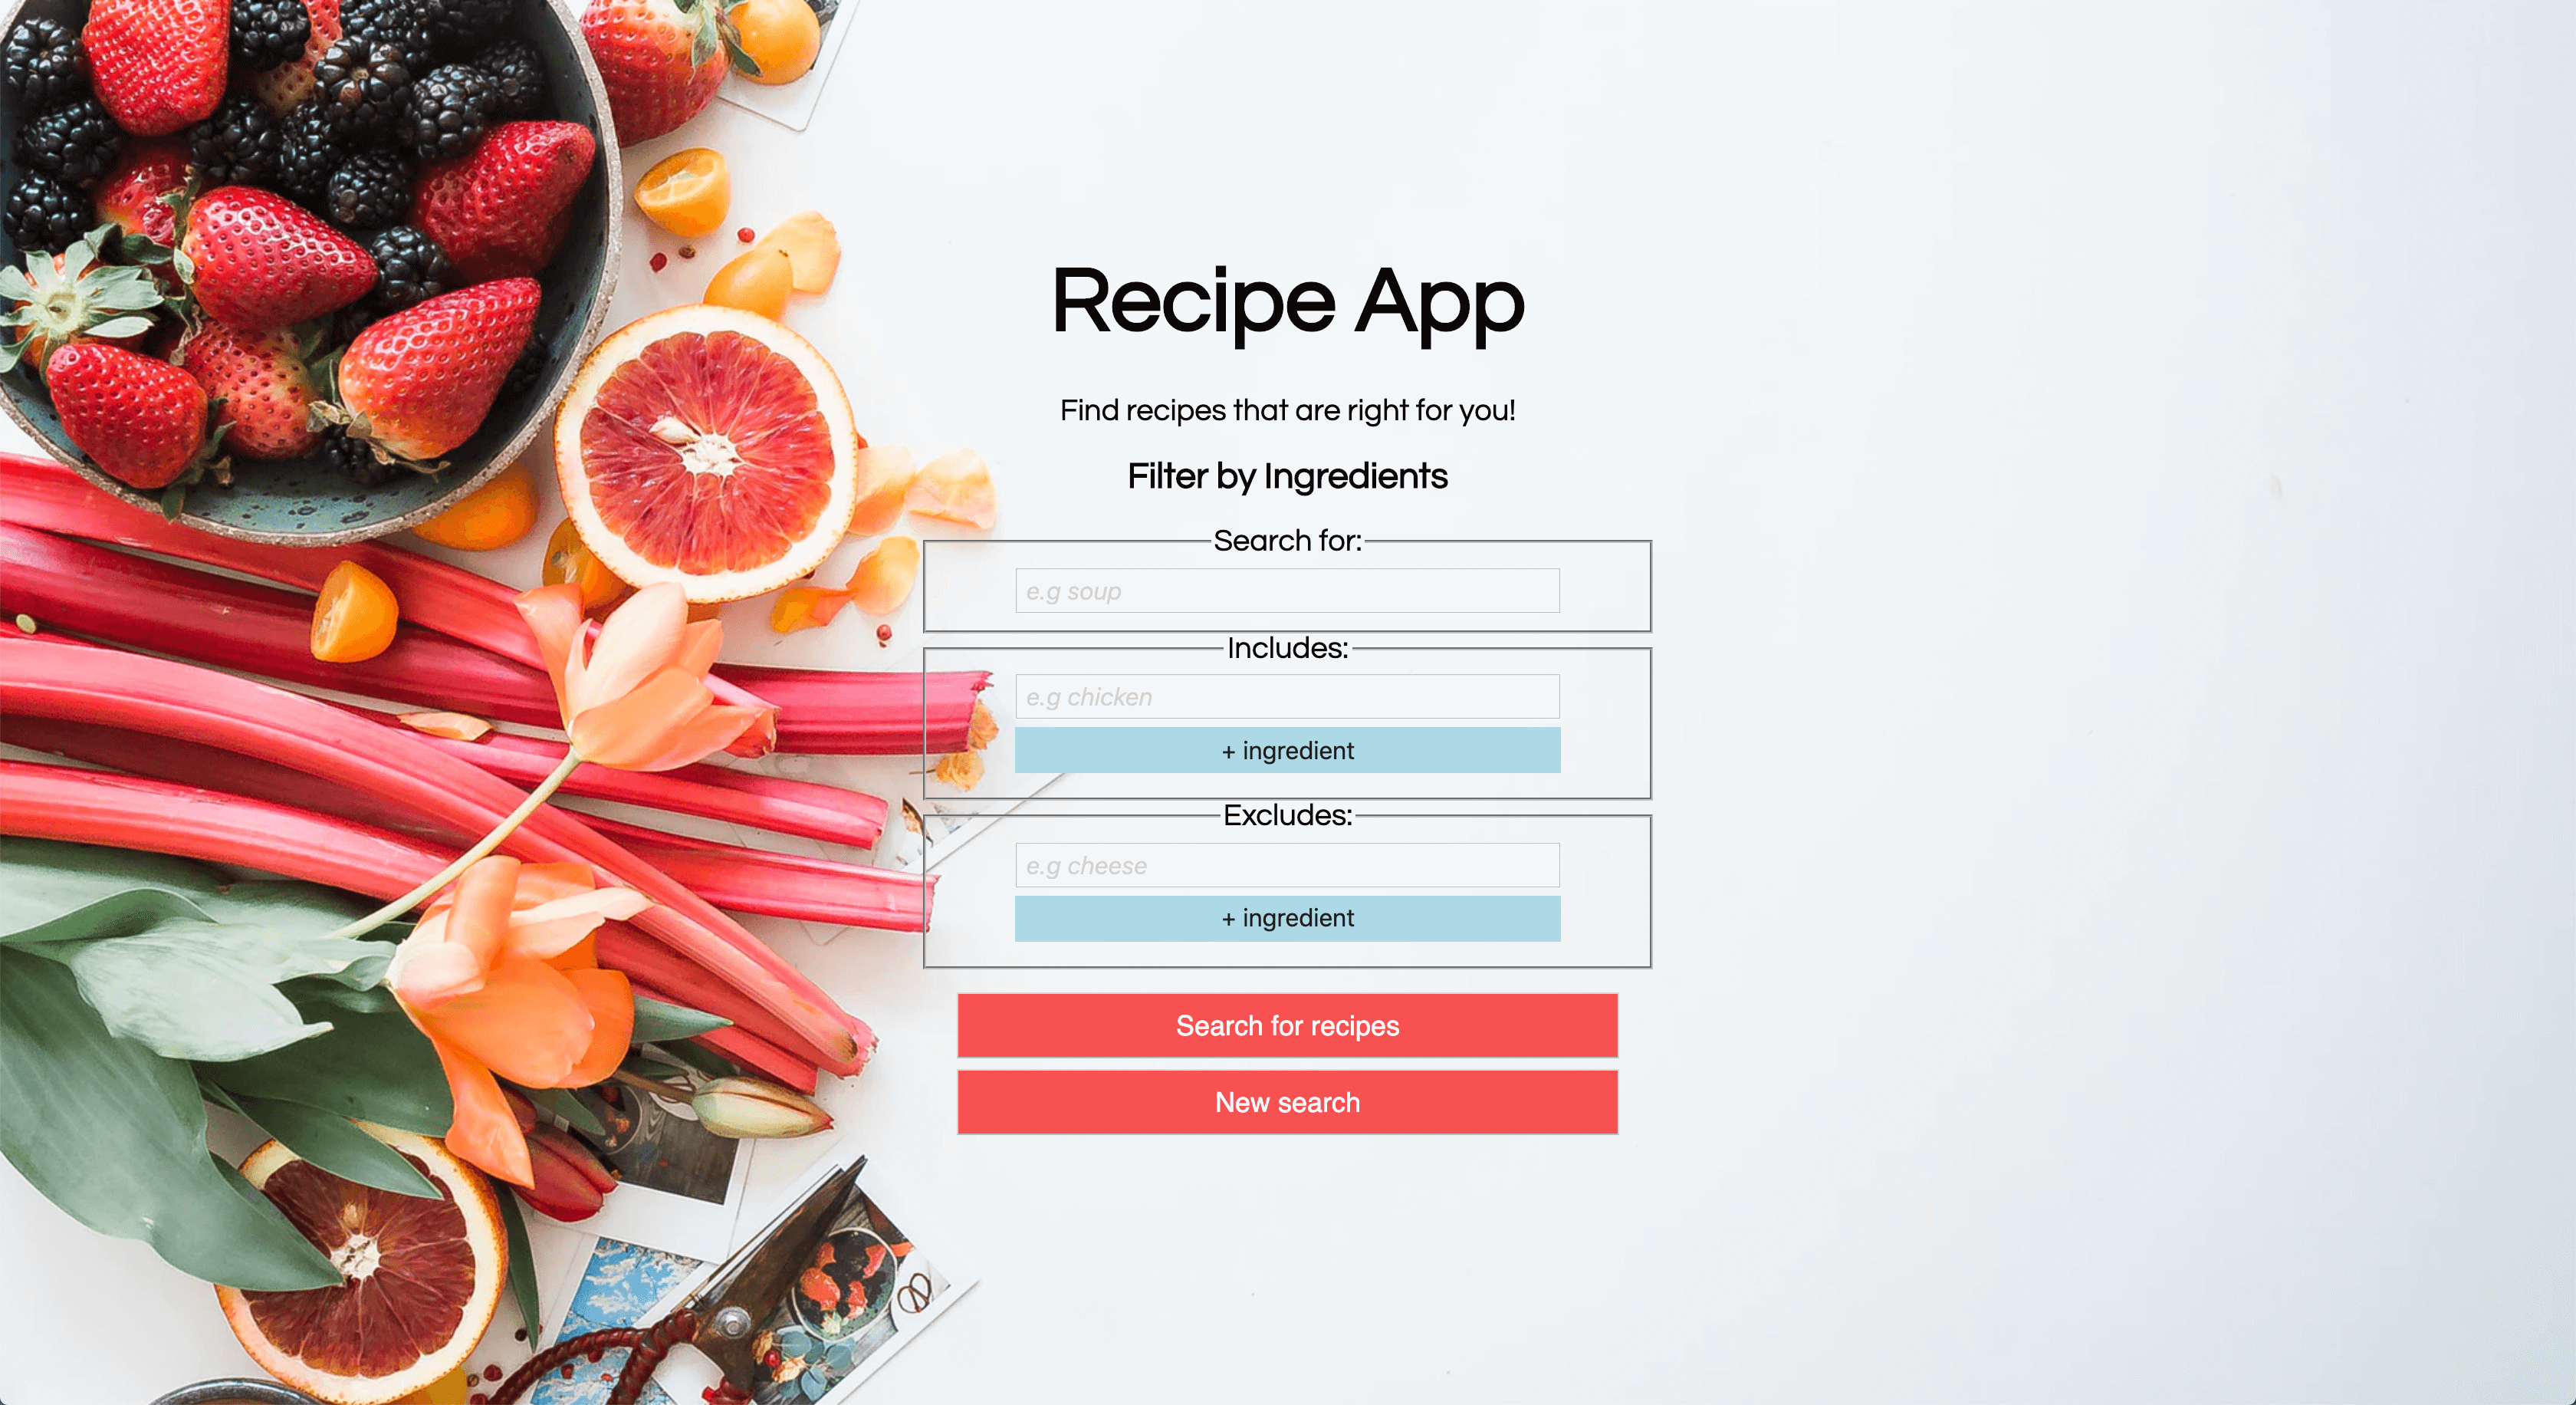 Recipe App
Find recipes that are right for you!
Filter by Ingredients
Search for:
e.g soup
Includes:
e.g chicken
+ ingredient
Excludes:
e.g cheese
+ ingredient
Search for recipes
New search